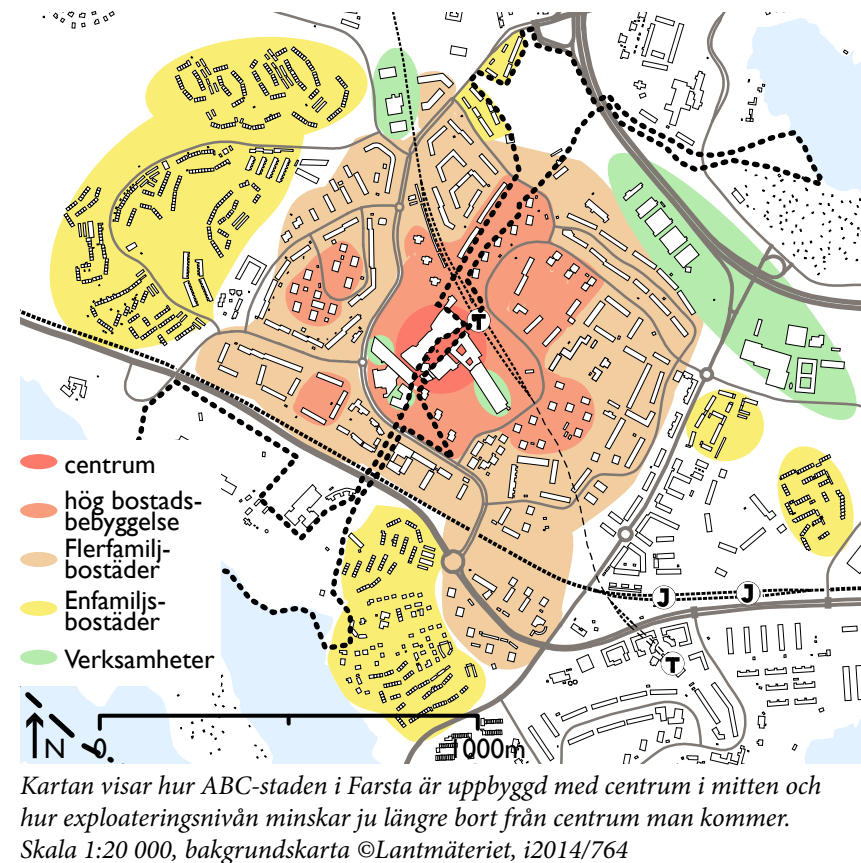 T
centrum
hög bostads-
bebyggelse
Flerfamilj-
bostäder
Enfamiljs-
bostäder
Verksamheter
J
J
T
N
0
1000m
Kartan visar hur ABC-staden i Farsta är uppbyggd med centrum i mitten och
hur exploateringsnivån minskar ju längre bort från centrum man kommer.
Skala 1:20 000, bakgrundskarta ©Lantmäteriet, i2014/764